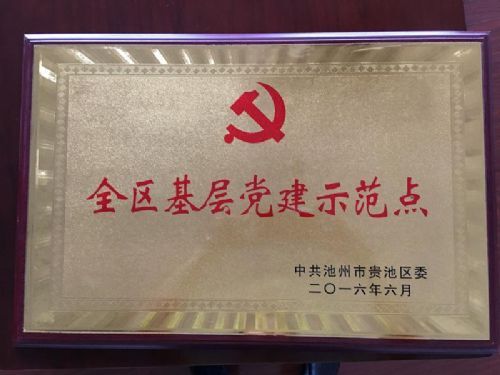 全区基层党建示范点
中共池州市贵池区委
二〇一六年六月